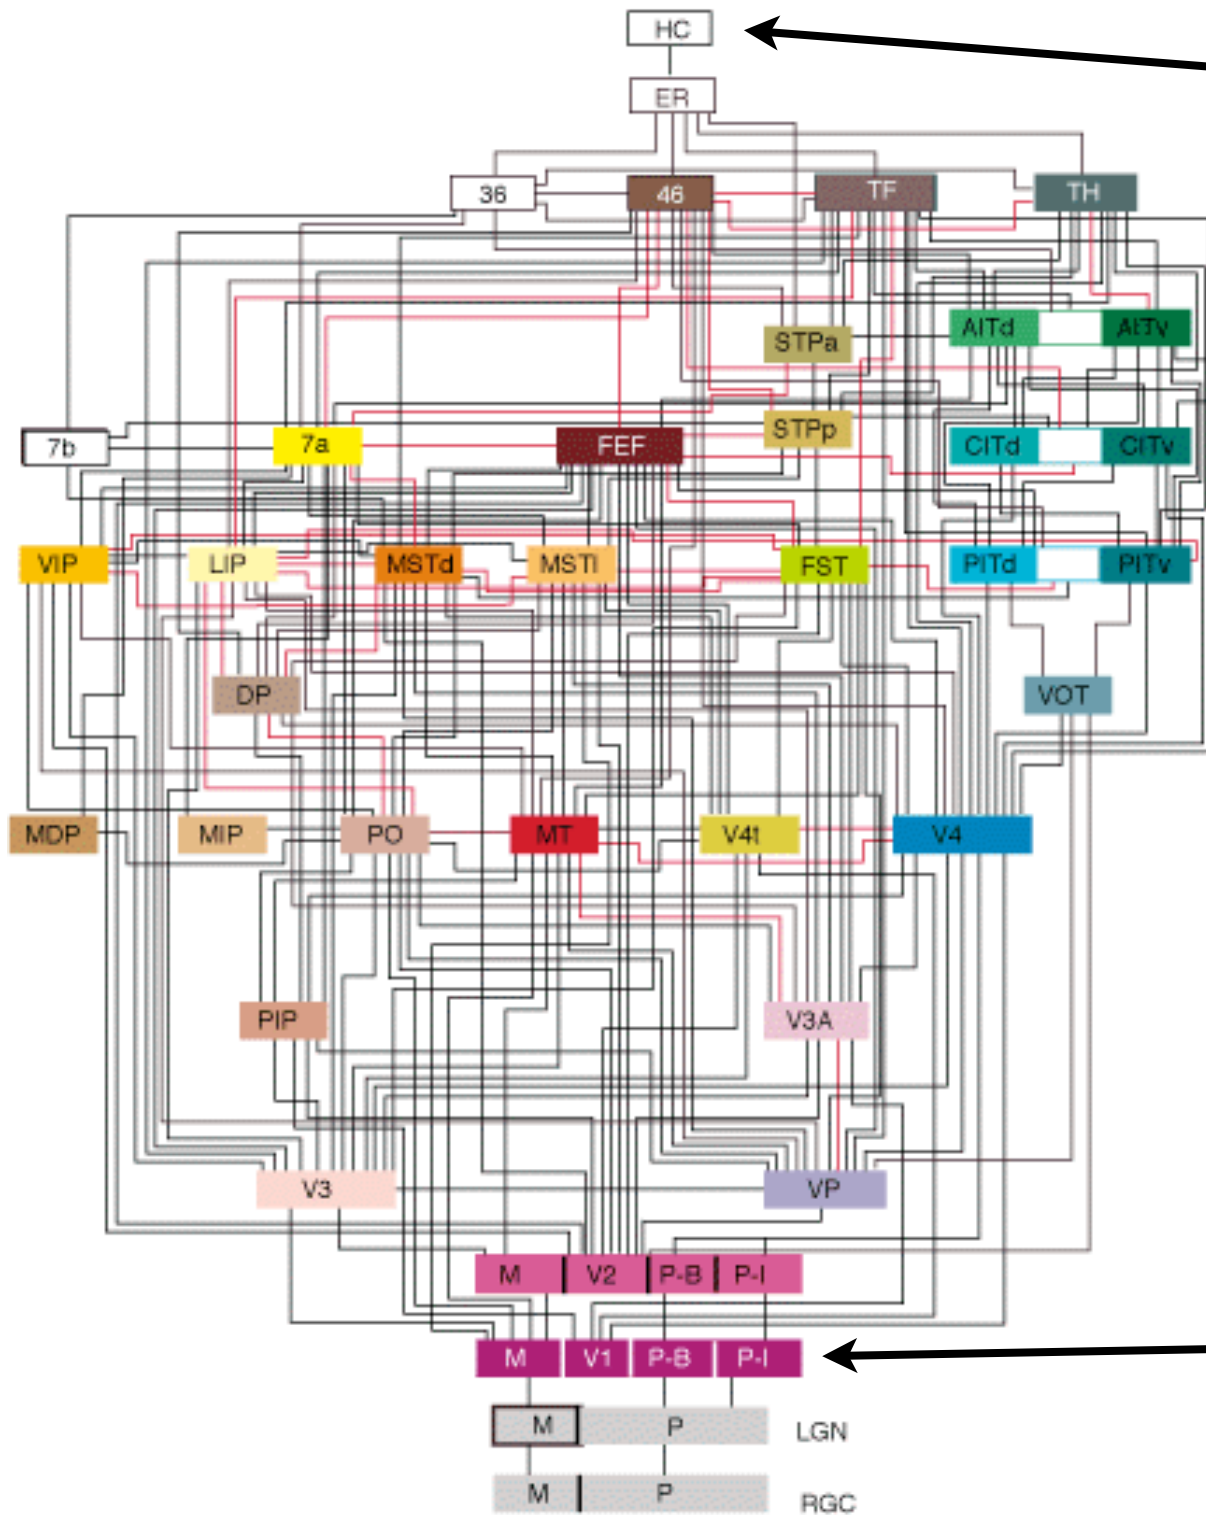 HC
ER
36 46 TF TH
STPa AITd AITv
7b 7a FEF STPp CITd CITv
VIP LIP MSTd MSTl FST PITd PITv
DP VOT
MDP MIP PO MT V4t V4
PIP V3A
V3 VP
M V2 P-B P-I
M V1 P-B P-I
M P LGN
M P RGC